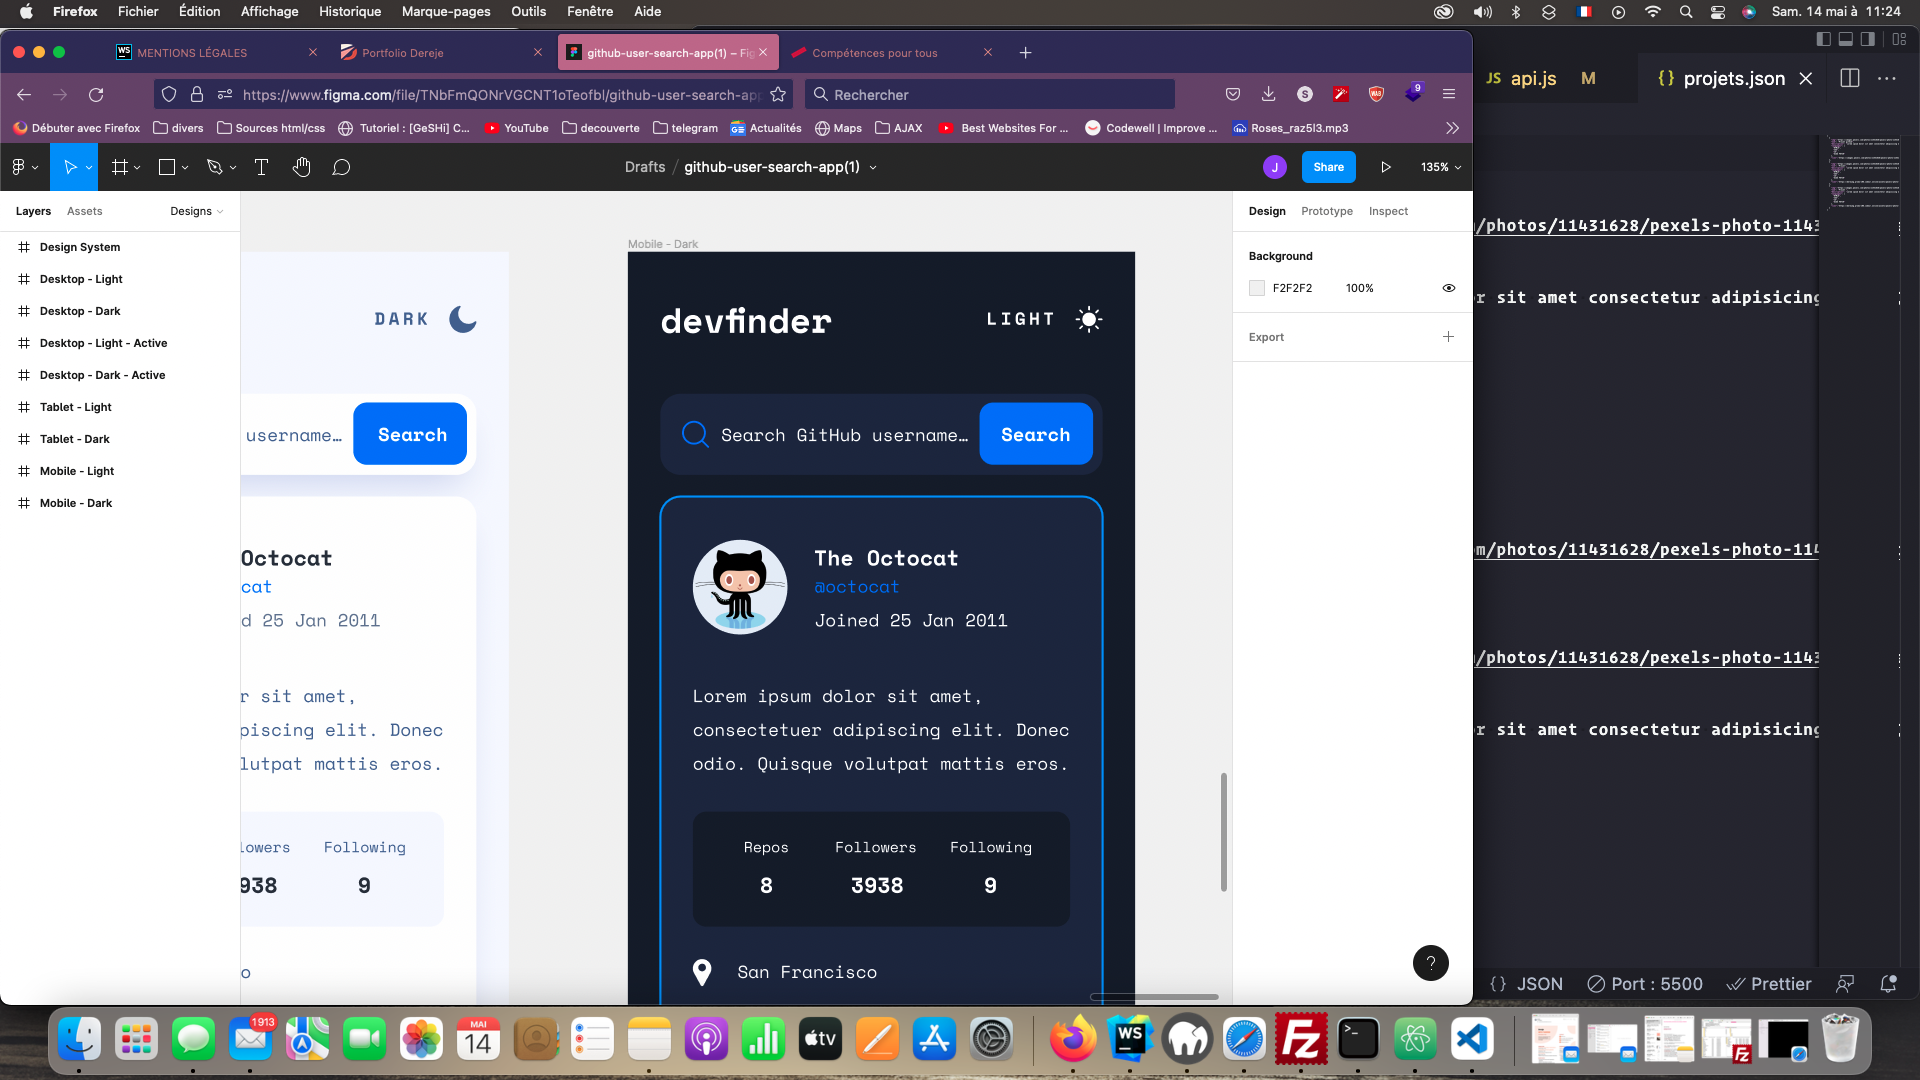 Firefox Fichier Édition Affichage Historique Marque-pages Outils Fenêtre Aide Sam. 14 mai à 11:24
MENTIONS LÉGALES
Portfolio Dereje
github-user-search-app(1) – Fig
Compétences pour tous
https://www.figma.com/file/TNbFmQONrVGCNT1oTeofbI/github-user-search-app
Rechercher
9
Débuter avec Firefox divers Sources html/css Tutoriel : [GeSHi] C... YouTube decouverte telegram Actualités Maps AJAX Best Websites For ... Codewell | Improve ... Roses_raz5l3.mp3
Drafts / github-user-search-app(1)
J Share 135%
Layers Assets Designs
Design System
Desktop - Light
Desktop - Dark
Desktop - Light - Active
Desktop - Dark - Active
Tablet - Light
Tablet - Dark
Mobile - Light
Mobile - Dark
DARK
username…
Search
Octocat
cat
d 25 Jan 2011
r sit amet,
piscing elit. Donec
lutpat mattis eros.
lowers Following
938 9
o
Mobile - Dark
devfinder LIGHT
Search GitHub username… Search
The Octocat
@octocat
Joined 25 Jan 2011
Lorem ipsum dolor sit amet,
consectetuer adipiscing elit. Donec
odio. Quisque volutpat mattis eros.
Repos Followers Following
8 3938 9
San Francisco
Design Prototype Inspect
Background
F2F2F2 100%
Export
?
JS api.js M {} projets.json
/photos/11431628/pexels-photo-1143
r sit amet consectetur adipisicing
m/photos/11431628/pexels-photo-114
/photos/11431628/pexels-photo-1143
r sit amet consectetur adipisicing
{} JSON Port : 5500 Prettier
1913
MAI
14
tv
WS
Fz